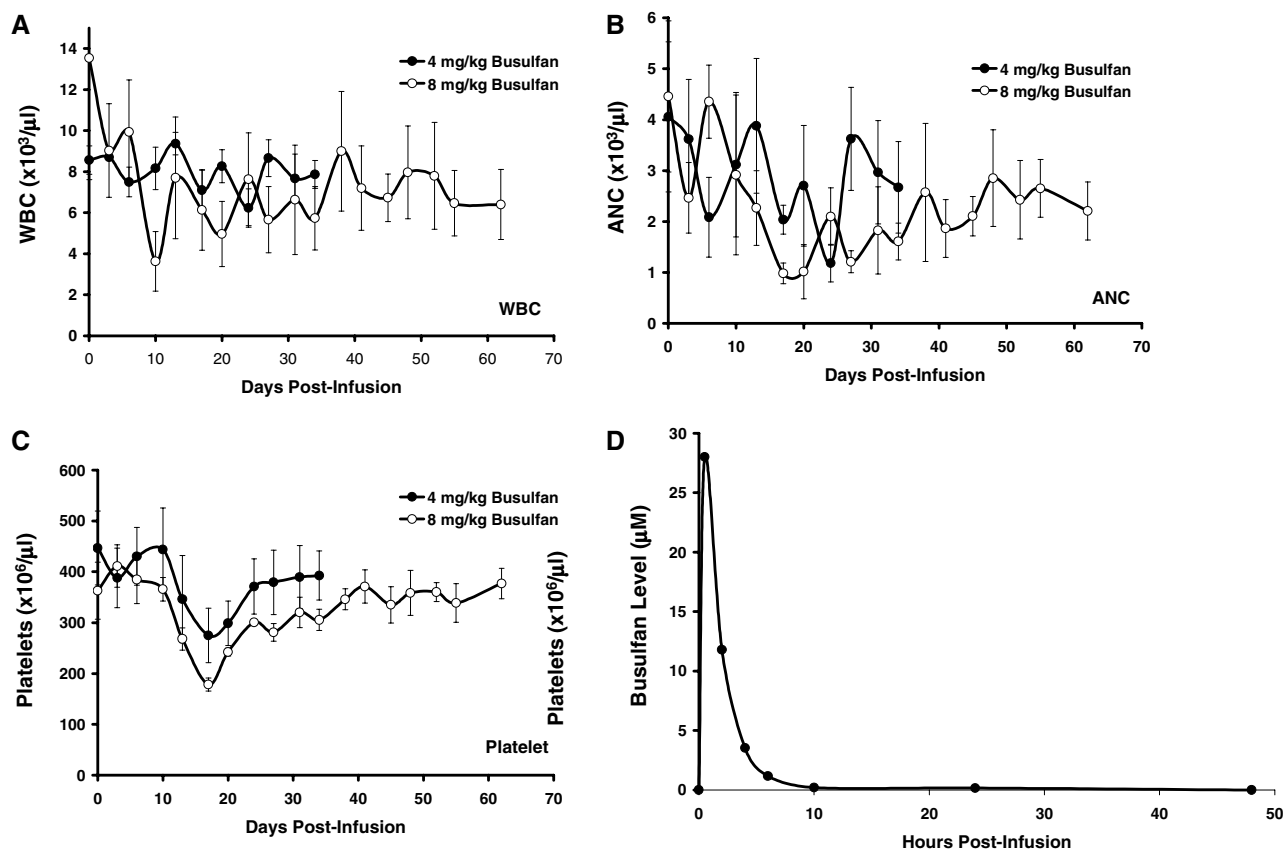 A
WBC (x10³/µl)
14
12
10
8
6
4
2
0
4 mg/kg Busulfan
8 mg/kg Busulfan
WBC
0 10 20 30 40 50 60 70
Days Post-Infusion
B
ANC (x10³/µl)
6
5
4
3
2
1
0
4 mg/kg Busulfan
8 mg/kg Busulfan
ANC
0 10 20 30 40 50 60 70
Days Post-Infusion
C
Platelets (x10⁶/µl)
600
500
400
300
200
100
0
4 mg/kg Busulfan
8 mg/kg Busulfan
Platelet
0 10 20 30 40 50 60 70
Days Post-Infusion
Platelets (x10⁶/µl)
D
Busulfan Level (µM)
30
25
20
15
10
5
0
0 10 20 30 40 50
Hours Post-Infusion